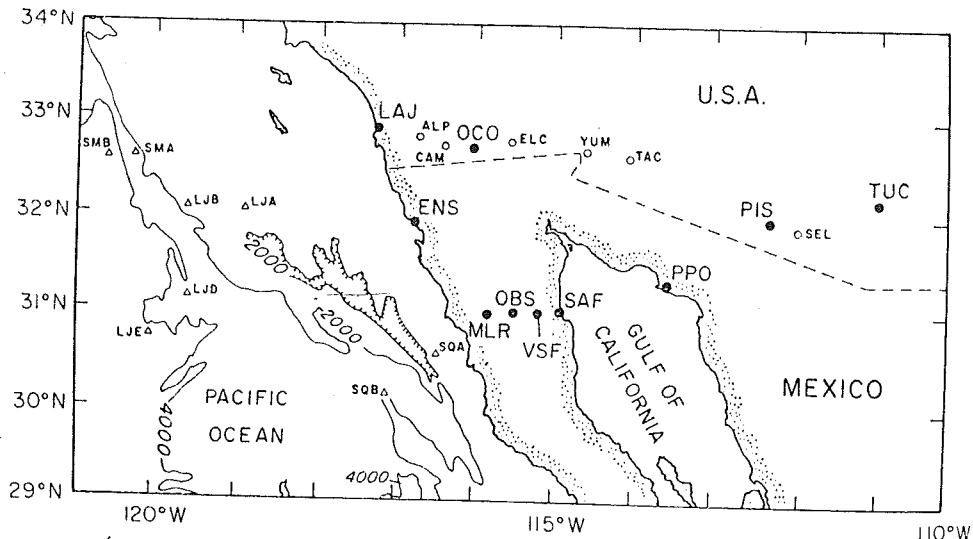 34°N
33°N
32°N
31°N
30°N
29°N
120°W
115°W
110°W
U.S.A.
LAJ
ALP
CAM
OCO
ELC
YUM
TAC
SMB
SMA
LJB
LJA
ENS
PIS
SEL
TUC
2000
LJD
LJE
2000
OBS
SAF
PPO
MLR
VSF
SQA
SQB
GULF OF
CALIFORNIA
MEXICO
PACIFIC
OCEAN
4000
4000